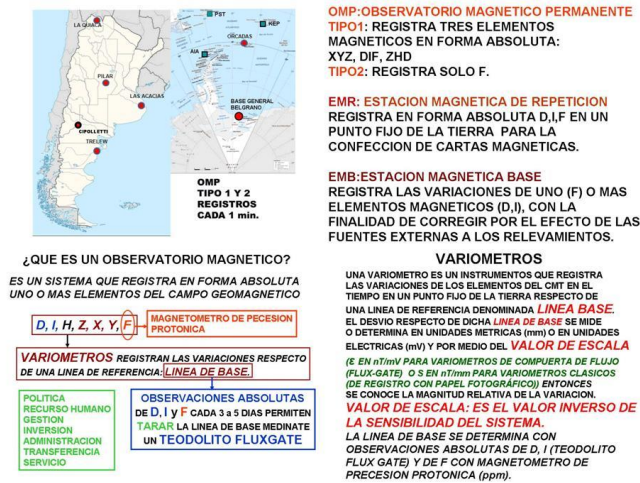 LA QUIACA
PILAR
LAS ACACIAS
CIPOLLETTI
TRELEW
PST
KEP
ORCADAS
AIA
BASE GENERAL
BELGRANO
OMP
TIPO 1 Y 2
REGISTROS
CADA 1 min.
OMP:OBSERVATORIO MAGNETICO PERMANENTE
TIPO1: REGISTRA TRES ELEMENTOS
MAGNETICOS EN FORMA ABSOLUTA:
XYZ, DIF, ZHD
TIPO2: REGISTRA SOLO F.
EMR: ESTACION MAGNETICA DE REPETICION
REGISTRA EN FORMA ABSOLUTA D,I,F EN UN
PUNTO FIJO DE LA TIERRA PARA LA
CONFECCION DE CARTAS MAGNETICAS.
EMB:ESTACION MAGNETICA BASE
REGISTRA LAS VARIACIONES DE UNO (F) O MAS
ELEMENTOS MAGNETICOS (D,I), CON LA
FINALIDAD DE CORREGIR POR EL EFECTO DE LAS
FUENTES EXTERNAS A LOS RELEVAMIENTOS.
¿QUE ES UN OBSERVATORIO MAGNETICO?
ES UN SISTEMA QUE REGISTRA EN FORMA ABSOLUTA
UNO O MAS ELEMENTOS DEL CAMPO GEOMAGNETICO
D, I, H, Z, X, Y, F
MAGNETOMETRO DE PECESION
PROTONICA
VARIOMETROS REGISTRAN LAS VARIACIONES RESPECTO
DE UNA LINEA DE REFERENCIA: LINEA DE BASE.
POLITICA
RECURSO HUMANO
GESTION
INVERSION
ADMINISTRACION
TRANSFERENCIA
SERVICIO
OBSERVACIONES ABSOLUTAS
DE D, I y F CADA 3 a 5 DIAS PERMITEN
TARAR LA LINEA DE BASE MEDINATE
UN TEODOLITO FLUXGATE
VARIOMETROS
UNA VARIOMETRO ES UN INSTRUMENTOS QUE REGISTRA
LAS VARIACIONES DE LOS ELEMENTOS DEL CMT EN EL
TIEMPO EN UN PUNTO FIJO DE LA TIERRA RESPECTO DE
UNA LINEA DE REFERENCIA DENOMINADA LINEA BASE.
EL DESVIO RESPECTO DE DICHA LINEA DE BASE SE MIDE
O DETERMINA EN UNIDADES METRICAS (mm) O EN UNIDADES
ELECTRICAS (mV) Y POR MEDIO DEL VALOR DE ESCALA
(E EN nT/mV PARA VARIOMETROS DE COMPUERTA DE FLUJO
(FLUX-GATE) O S EN nT/mm PARA VARIOMETROS CLASICOS
(DE REGISTRO CON PAPEL FOTOGRÁFICO)) ENTONCES
SE CONOCE LA MAGNITUD RELATIVA DE LA VARIACION.
VALOR DE ESCALA: ES EL VALOR INVERSO DE
LA SENSIBILIDAD DEL SISTEMA.
LA LINEA DE BASE SE DETERMINA CON
OBSERVACIONES ABSOLUTAS DE D, I (TEODOLITO
FLUX GATE) Y DE F CON MAGNETOMETRO DE
PRECESION PROTONICA (ppm).